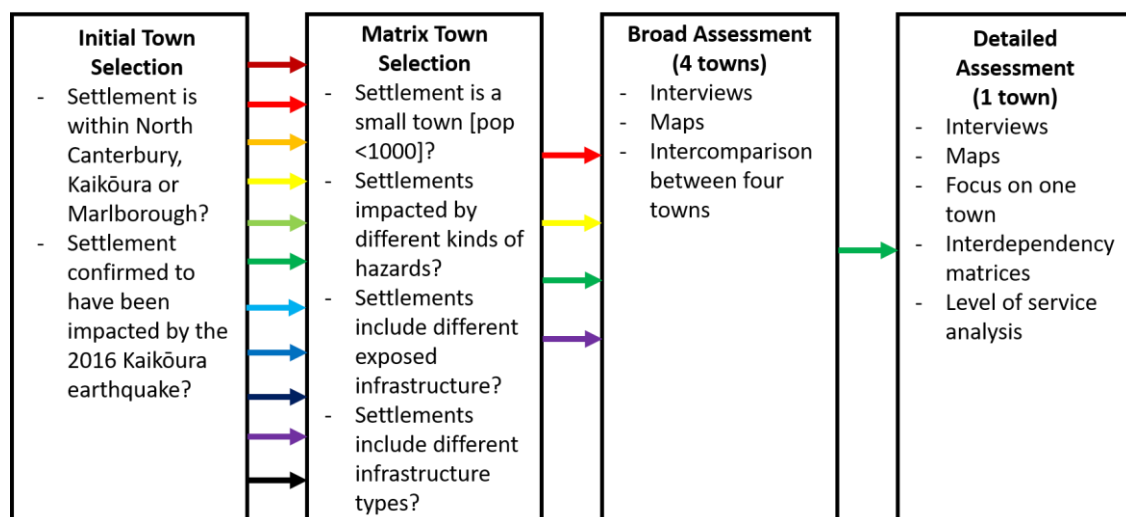 Initial Town
Selection
- Settlement is
within North
Canterbury,
Kaikōura or
Marlborough?
- Settlement
confirmed to
have been
impacted by the
2016 Kaikōura
earthquake?
Matrix Town
Selection
- Settlement is a
small town [pop
<1000]?
- Settlements
impacted by
different kinds of
hazards?
- Settlements
include different
exposed
infrastructure?
- Settlements
include different
infrastructure
types?
Broad Assessment
(4 towns)
- Interviews
- Maps
- Intercomparison
between four
towns
Detailed
Assessment
(1 town)
- Interviews
- Maps
- Focus on one
town
- Interdependency
matrices
- Level of service
analysis